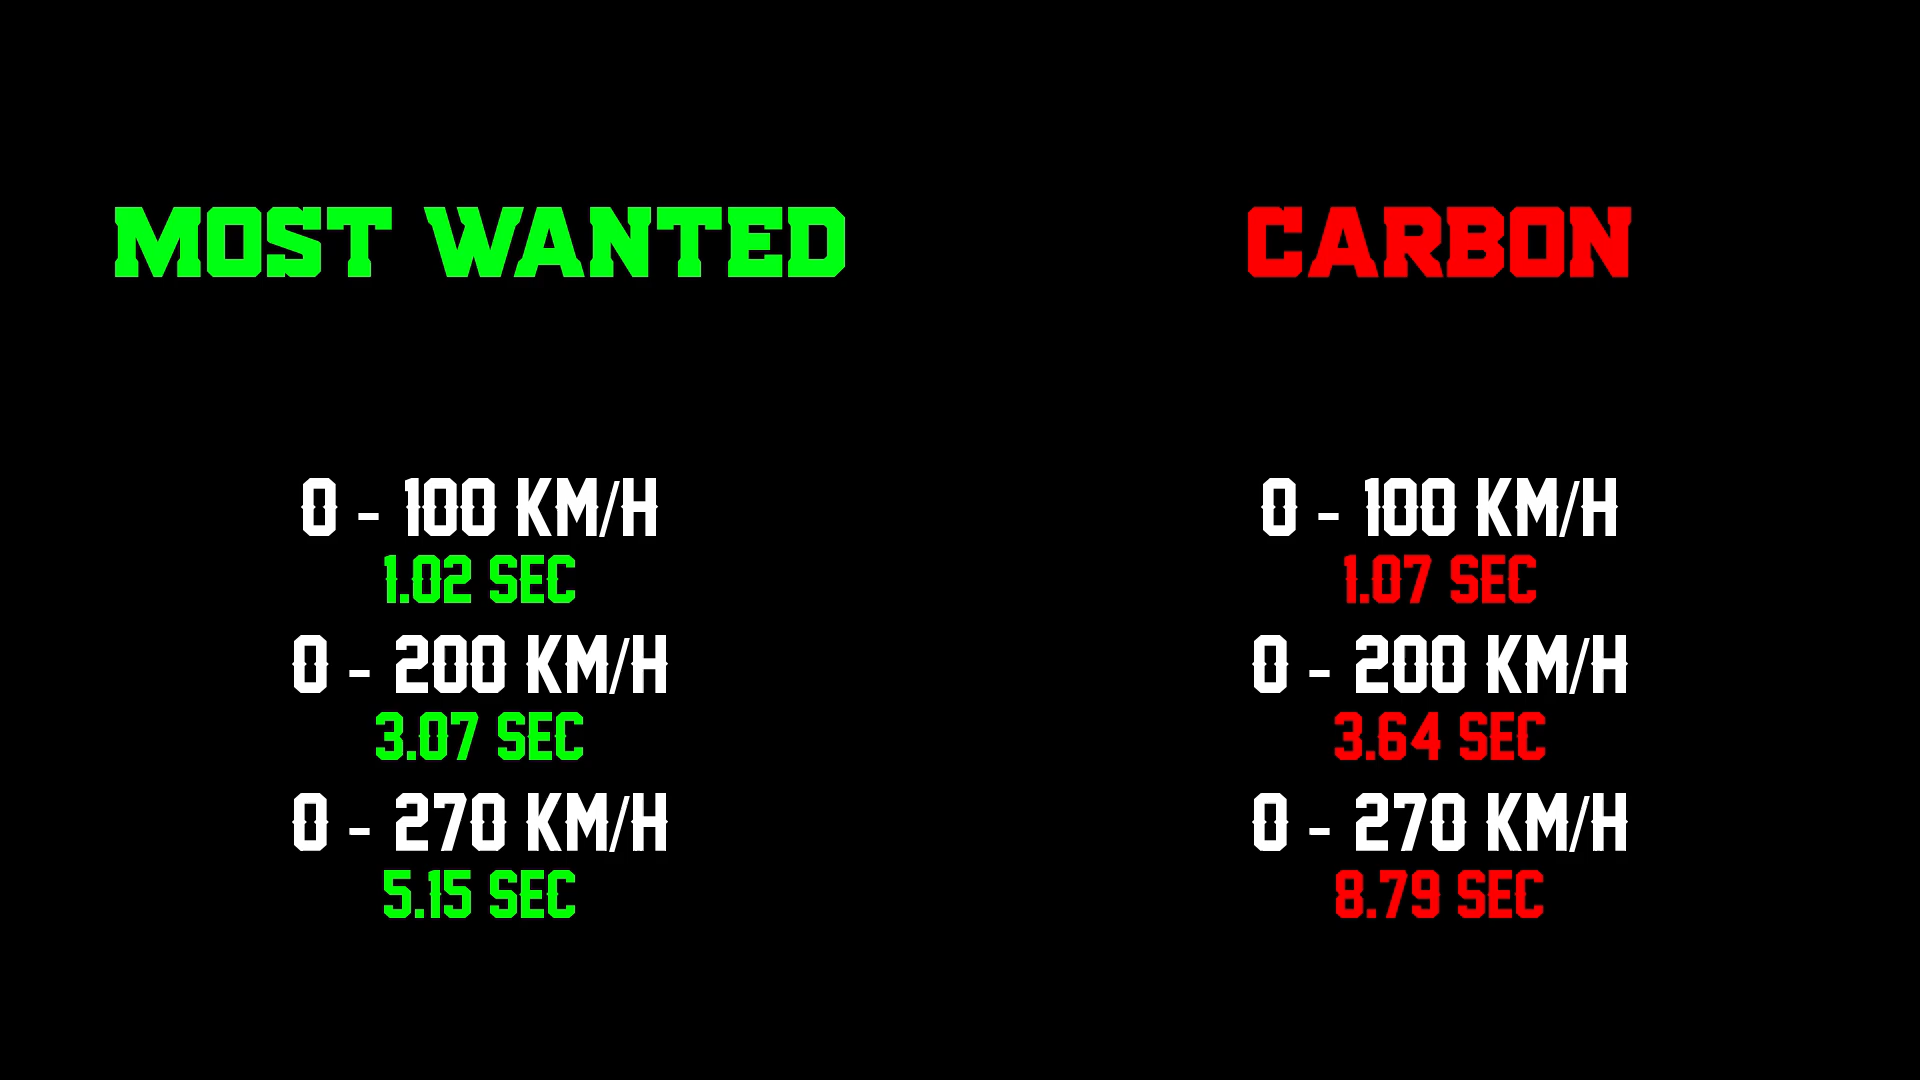 MOST WANTED
0 - 100 KM/H
1.02 SEC
0 - 200 KM/H
3.07 SEC
0 - 270 KM/H
5.15 SEC
CARBON
0 - 100 KM/H
1.07 SEC
0 - 200 KM/H
3.64 SEC
0 - 270 KM/H
8.79 SEC